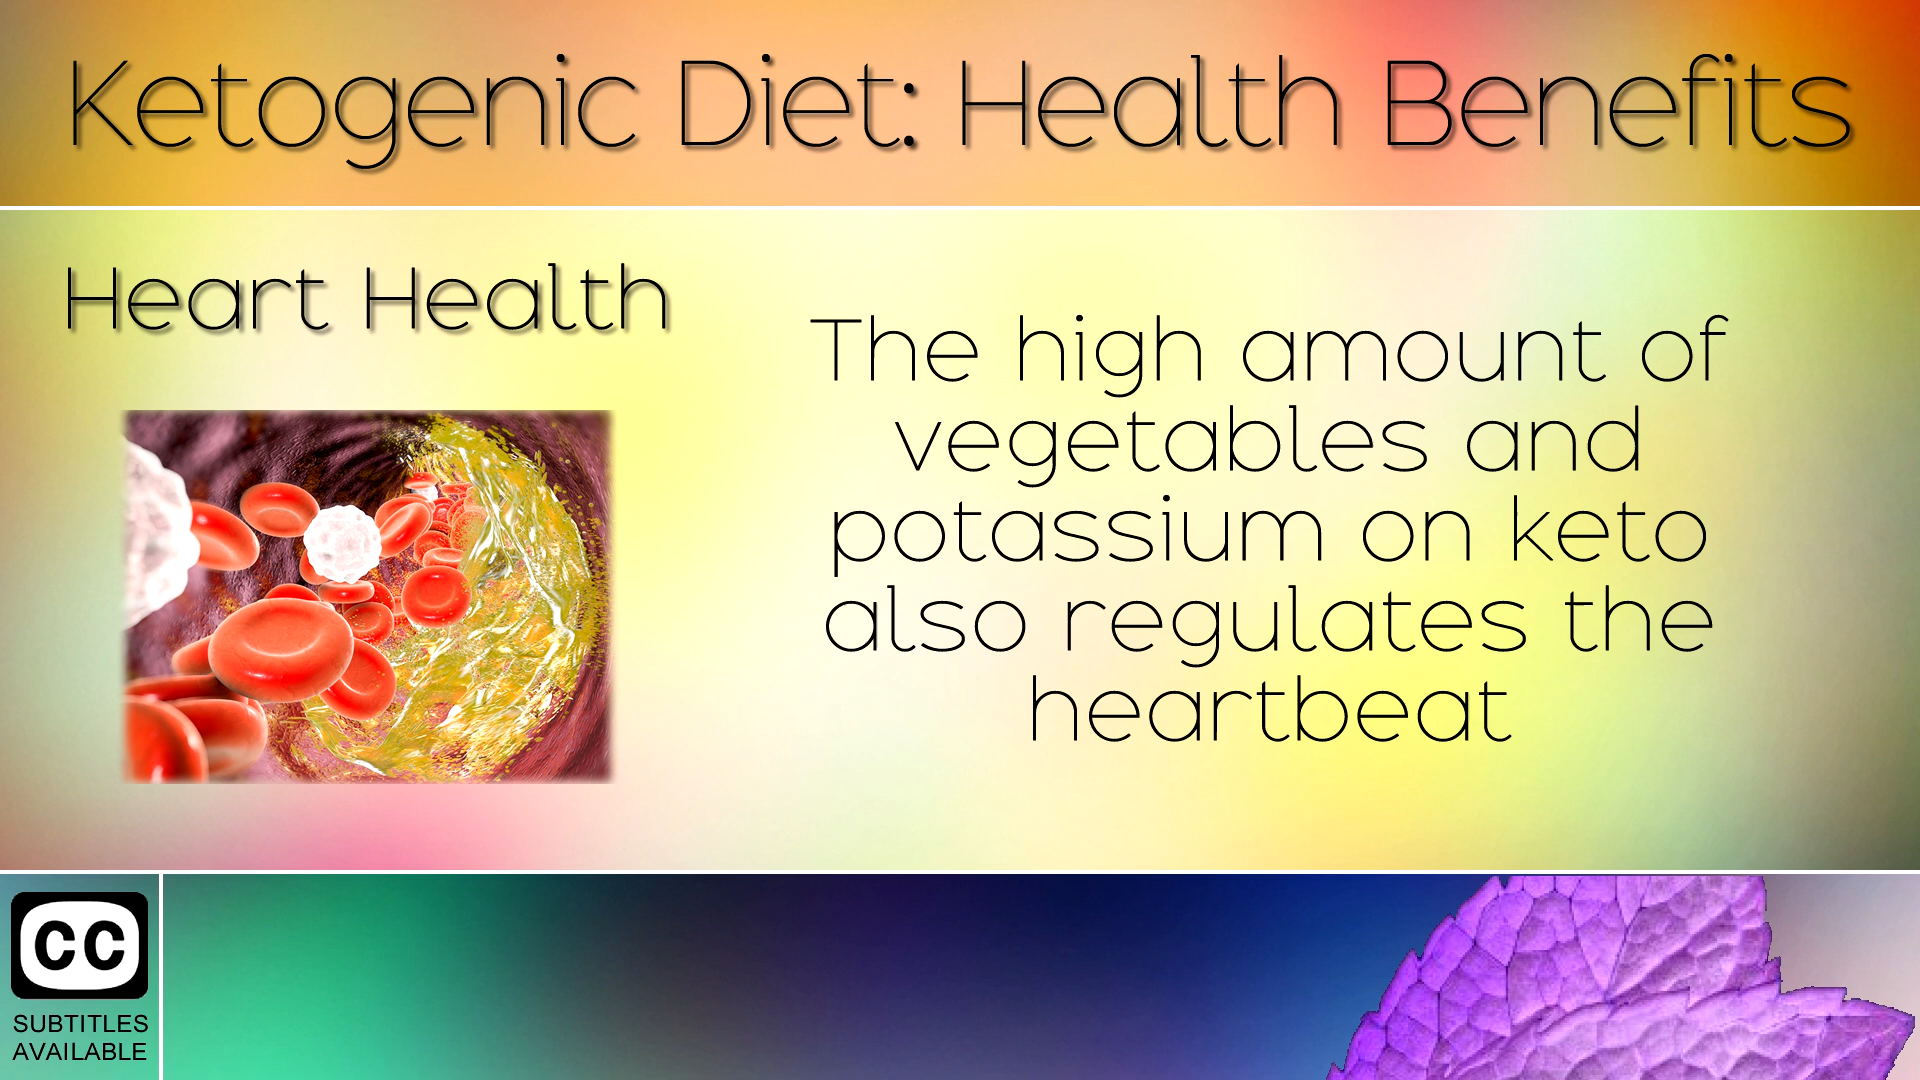 Ketogenic Diet: Health Benefits
Heart Health
The high amount of
vegetables and
potassium on keto
also regulates the
heartbeat
CC
SUBTITLES
AVAILABLE